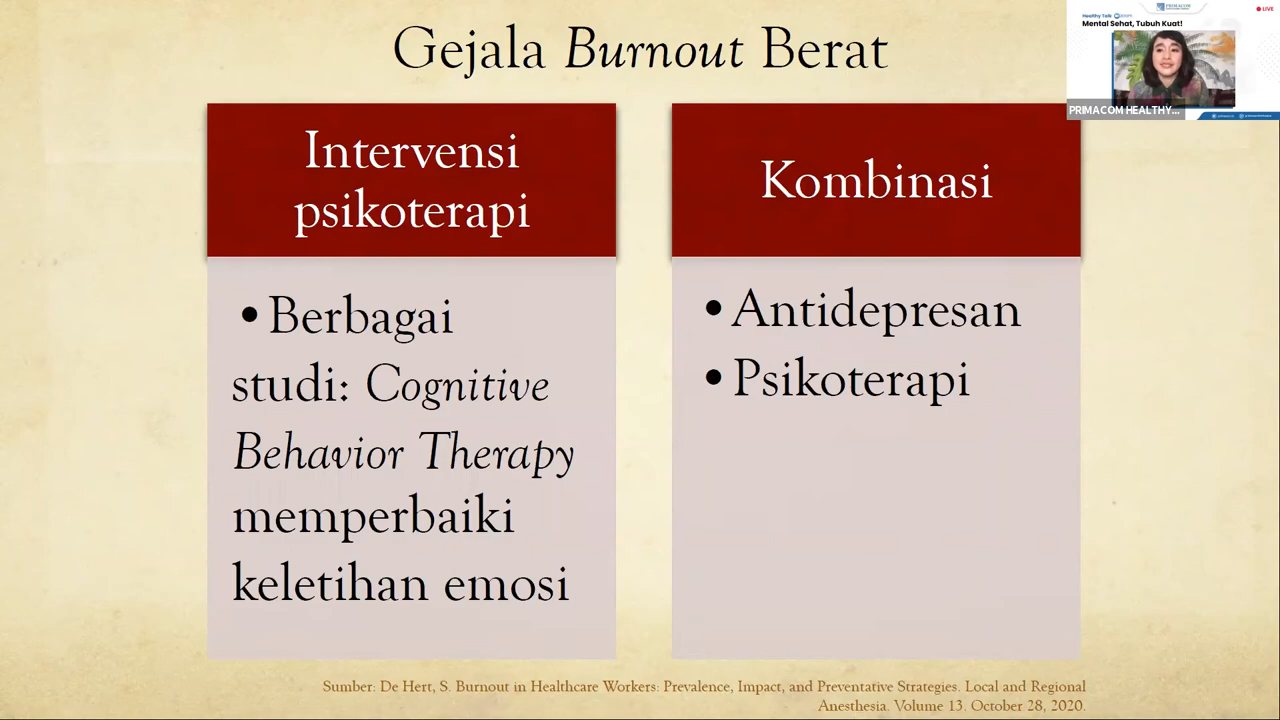 Gejala Burnout Berat
Intervensi
psikoterapi
• Berbagai
studi: Cognitive
Behavior Therapy
memperbaiki
keletihan emosi
Kombinasi
• Antidepresan
• Psikoterapi
Sumber: De Hert, S. Burnout in Healthcare Workers: Prevalence, Impact, and Preventative Strategies. Local and Regional
Anesthesia. Volume 13. October 28, 2020.
PRIMACOM
LIVE
Healthy Talk
Mental Sehat, Tubuh Kuat!
PRIMACOM HEALTHY...